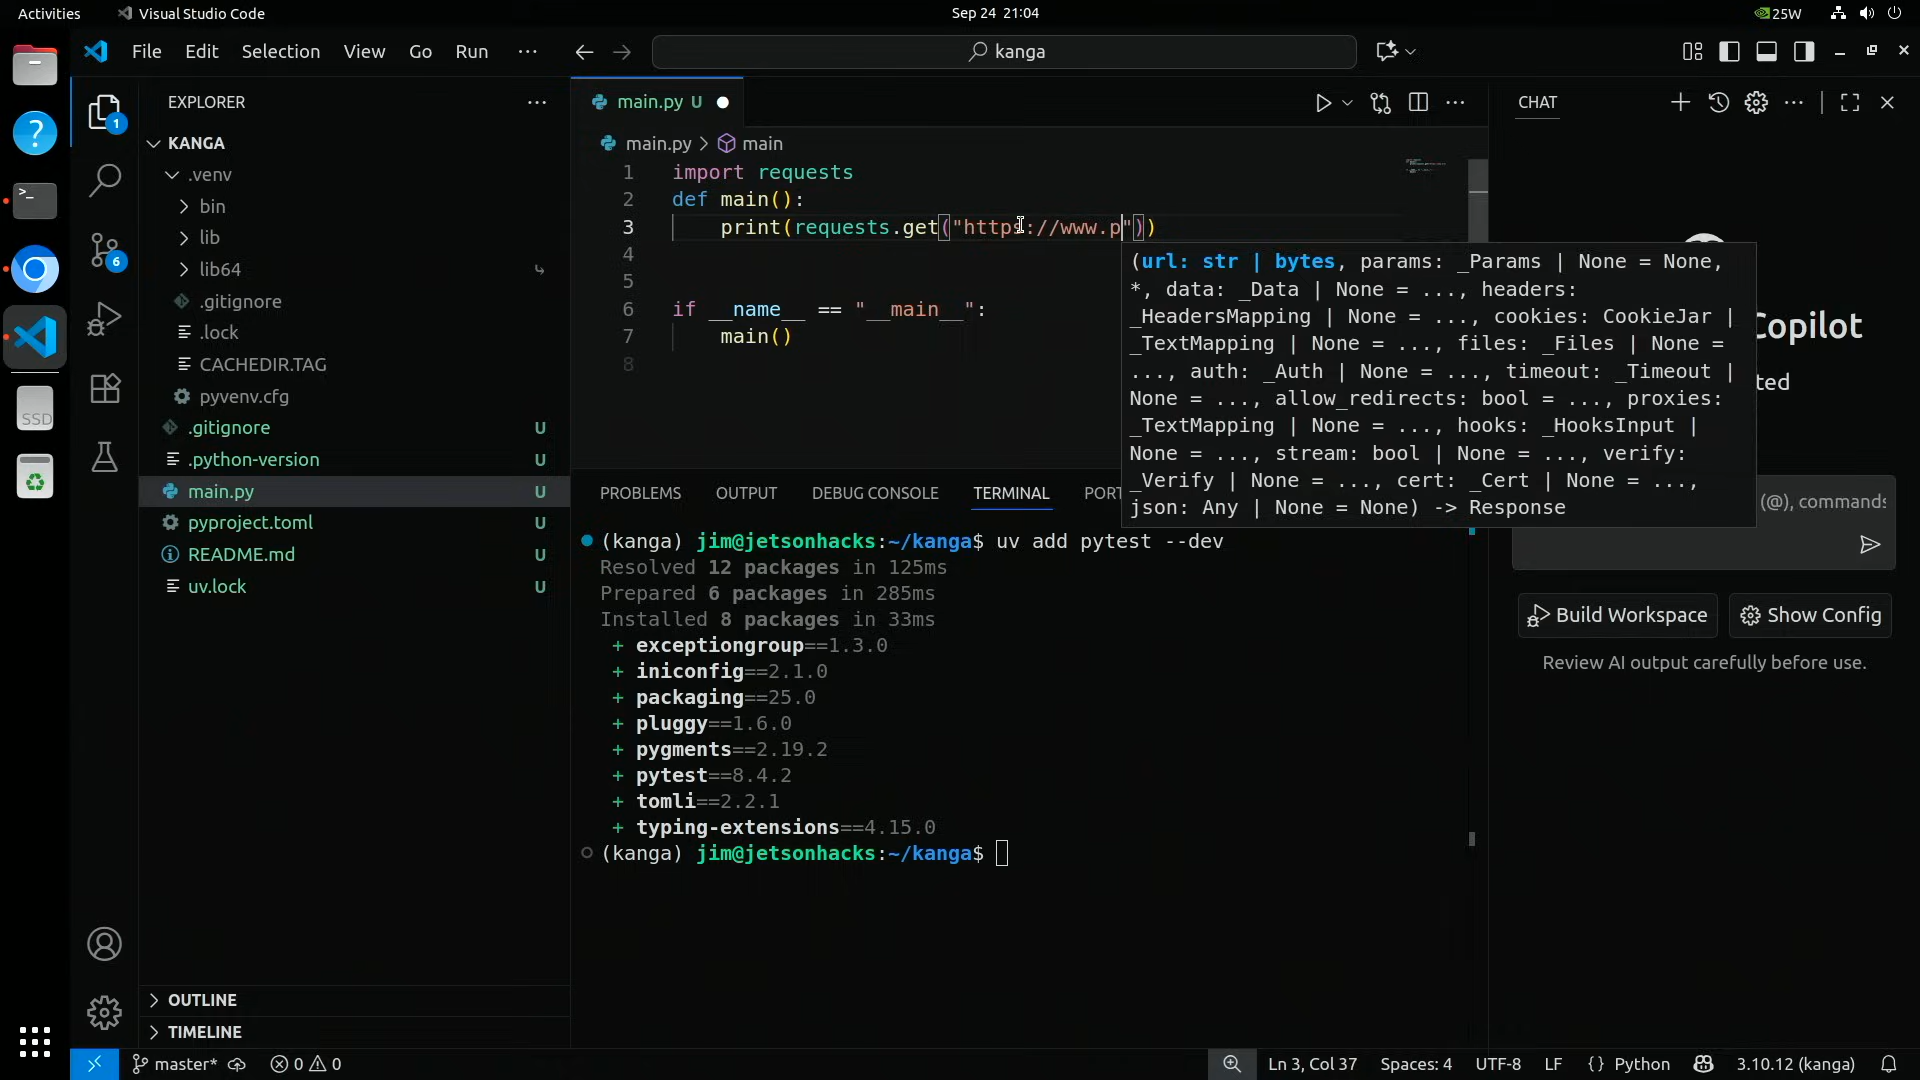 Activities
Visual Studio Code
Sep 24 21:04
25W
File Edit Selection View Go Run ···
kanga
EXPLORER
···
1
6
KANGA
.venv
bin
lib
lib64
.gitignore
.lock
CACHEDIR.TAG
pyvenv.cfg
.gitignore U
.python-version U
main.py U
pyproject.toml U
README.md U
uv.lock U
OUTLINE
TIMELINE
SSD
main.py U
main.py > main
1 import requests
2 def main():
3 print(requests.get("https://www.p"))
4
5
6 if __name__ == "__main__":
7 main()
8
(url: str | bytes, params: _Params | None = None,
*, data: _Data | None = ..., headers:
_HeadersMapping | None = ..., cookies: CookieJar |
_TextMapping | None = ..., files: _Files | None =
..., auth: _Auth | None = ..., timeout: _Timeout |
None = ..., allow_redirects: bool = ..., proxies:
_TextMapping | None = ..., hooks: _HooksInput |
None = ..., stream: bool | None = ..., verify:
_Verify | None = ..., cert: _Cert | None = ...,
json: Any | None = None) -> Response
PROBLEMS OUTPUT DEBUG CONSOLE TERMINAL PORT
(kanga) jim@jetsonhacks:~/kanga$ uv add pytest --dev
Resolved 12 packages in 125ms
Prepared 6 packages in 285ms
Installed 8 packages in 33ms
+ exceptiongroup==1.3.0
+ iniconfig==2.1.0
+ packaging==25.0
+ pluggy==1.6.0
+ pygments==2.19.2
+ pytest==8.4.2
+ tomli==2.2.1
+ typing-extensions==4.15.0
(kanga) jim@jetsonhacks:~/kanga$
CHAT
Copilot
ted
(@), commands
Build Workspace
Show Config
Review AI output carefully before use.
master*
0 0
Ln 3, Col 37
Spaces: 4
UTF-8
LF
{ } Python
3.10.12 (kanga)